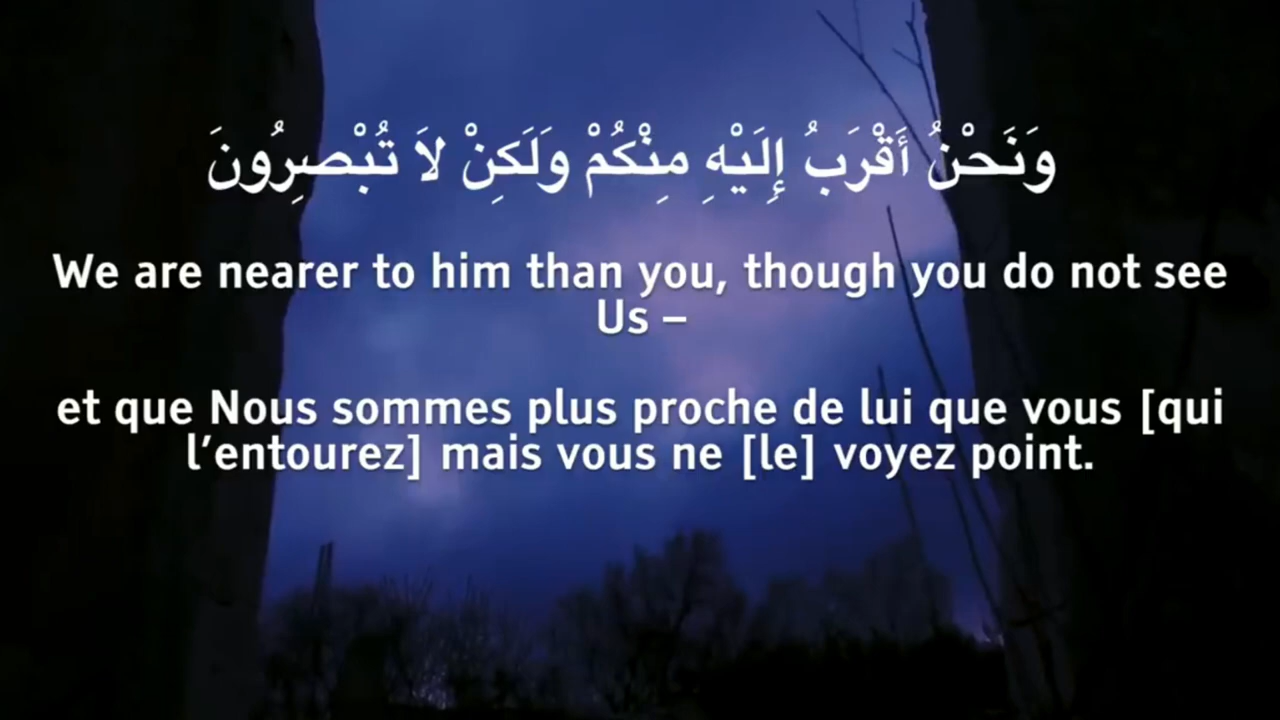 وَنَحْنُ أَقْرَبُ إِلَيْهِ مِنْكُمْ وَلَكِنْ لاَ تُبْصِرُونَ
We are nearer to him than you, though you do not see
Us –
et que Nous sommes plus proche de lui que vous [qui
l’entourez] mais vous ne [le] voyez point.